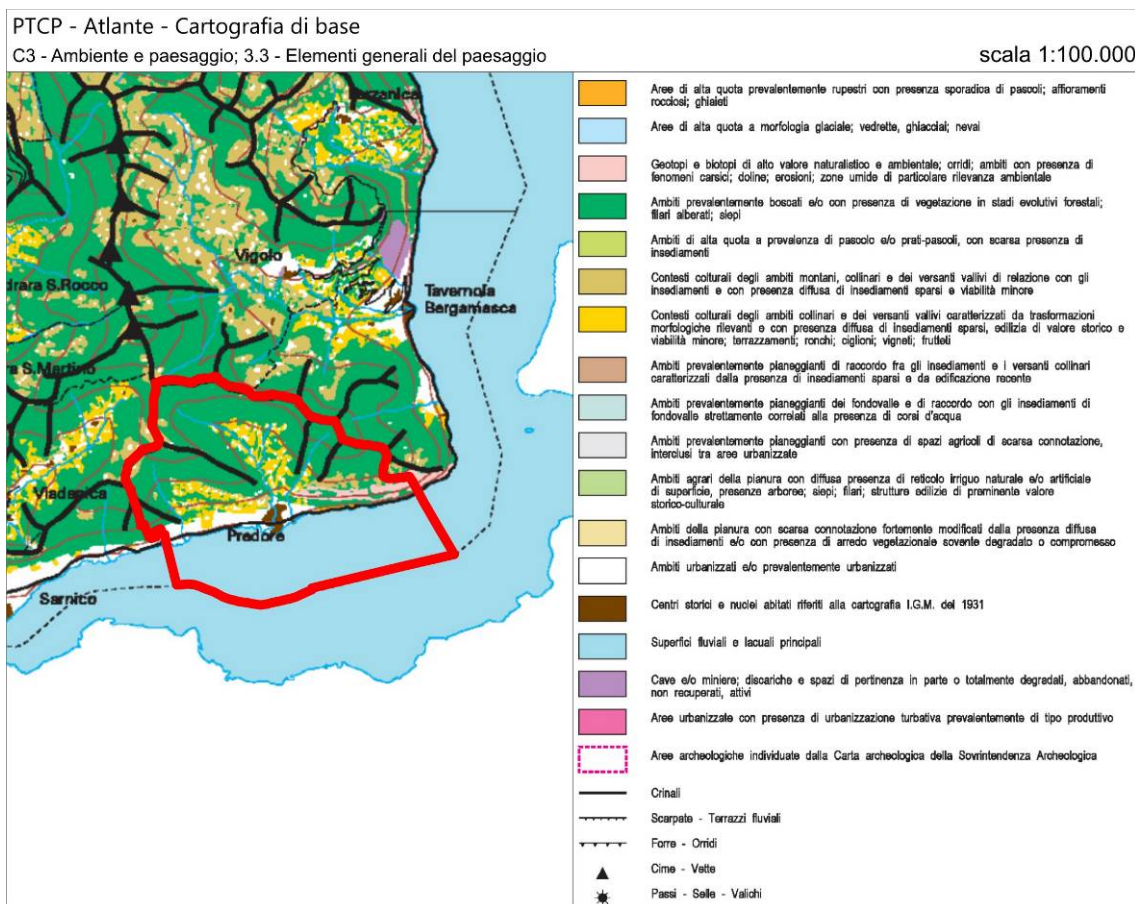 PTCP - Atlante - Cartografia di base
C3 - Ambiente e paesaggio; 3.3 - Elementi generali del paesaggio
scala 1:100.000
Vigolo
drara S.Rocco
Tavernola
Bergamasca
a S.Martino
Viadanica
Predore
Sarnico
Aree di alta quota prevalentemente rupestri con presenza sporadica di pascoli; affioramenti
rocciosi; ghiaieti
Aree di alta quota a morfologia glaciale; vedrette, ghiacciai; nevai
Geotopi e biotopi di alto valore naturalistico e ambientale; orridi; ambiti con presenza di
fenomeni carsici; doline; erosioni; zone umide di particolare rilevanza ambientale
Ambiti prevalentemente boscati e/o con presenza di vegetazione in stadi evolutivi forestali;
filari alberati; siepi
Ambiti di alta quota a prevalenza di pascolo e/o prati-pascoli, con scarsa presenza di
insediamenti
Contesti colturali degli ambiti montani, collinari e dei versanti vallivi di relazione con gli
insediamenti e con presenza diffusa di insediamenti sparsi e viabilità minore
Contesti colturali degli ambiti collinari e dei versanti vallivi caratterizzati da trasformazioni
morfologiche rilevanti e con presenza diffusa di insediamenti sparsi, edilizia di valore storico e
viabilità minore; terrazzamenti; ronchi; ciglioni; vigneti; frutteti
Ambiti prevalentemente pianeggianti di raccordo fra gli insediamenti e i versanti collinari
caratterizzati dalla presenza di insediamenti sparsi e da edificazione recente
Ambiti prevalentemente pianeggianti dei fondovalle e di raccordo con gli insediamenti di
fondovalle strettamente correlati alla presenza di corsi d'acqua
Ambiti prevalentemente pianeggianti con presenza di spazi agricoli di scarsa connotazione,
interclusi tra aree urbanizzate
Ambiti agrari della pianura con diffusa presenza di reticolo irriguo naturale e/o artificiale
di superficie, presenze arboree; siepi; filari; strutture edilizie di preminente valore
storico-culturale
Ambiti della pianura con scarsa connotazione fortemente modificati dalla presenza diffusa
di insediamenti e/o con presenza di arredo vegetazionale sovente degradato o compromesso
Ambiti urbanizzati e/o prevalentemente urbanizzati
Centri storici e nuclei abitati riferiti alla cartografia I.G.M. del 1931
Superfici fluviali e lacuali principali
Cave e/o miniere; discariche e spazi di pertinenza in parte o totalmente degradati, abbandonati,
non recuperati, attivi
Aree urbanizzate con presenza di urbanizzazione turbativa prevalentemente di tipo produttivo
Aree archeologiche individuate dalla Carta archeologica della Sovrintendenza Archeologica
Crinali
Scarpate - Terrazzi fluviali
Forre - Orridi
Cime - Vette
Passi - Selle - Valichi